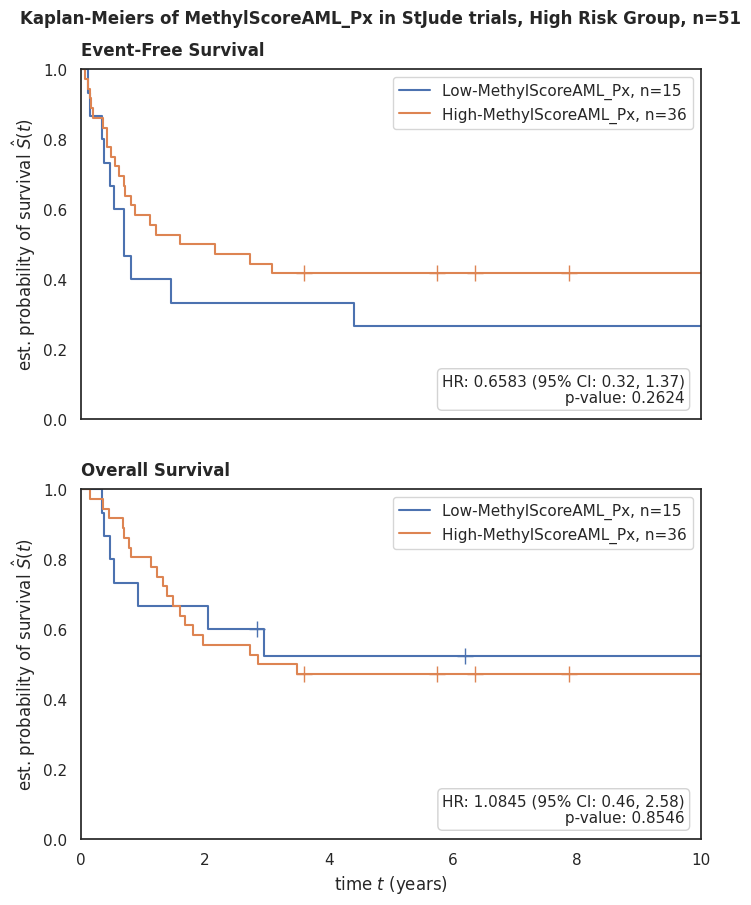 Kaplan-Meiers of MethylScoreAML_Px in StJude trials, High Risk Group, n=51
Event-Free Survival
1.0
0.8
0.6
0.4
0.2
0.0
est. probability of survival Ŝ(t)
Low-MethylScoreAML_Px, n=15
High-MethylScoreAML_Px, n=36
HR: 0.6583 (95% CI: 0.32, 1.37)
p-value: 0.2624
Overall Survival
1.0
0.8
0.6
0.4
0.2
0.0
est. probability of survival Ŝ(t)
Low-MethylScoreAML_Px, n=15
High-MethylScoreAML_Px, n=36
HR: 1.0845 (95% CI: 0.46, 2.58)
p-value: 0.8546
0 2 4 6 8 10
time t (years)